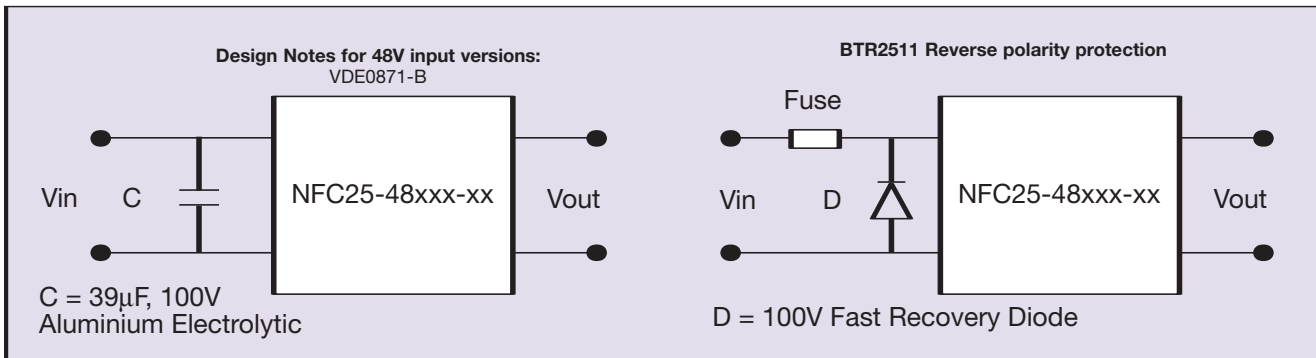 Design Notes for 48V input versions:
VDE0871-B
Vin
C
NFC25-48xxx-xx
Vout
C = 39μF, 100V
Aluminium Electrolytic
BTR2511 Reverse polarity protection
Fuse
Vin
D
NFC25-48xxx-xx
Vout
D = 100V Fast Recovery Diode